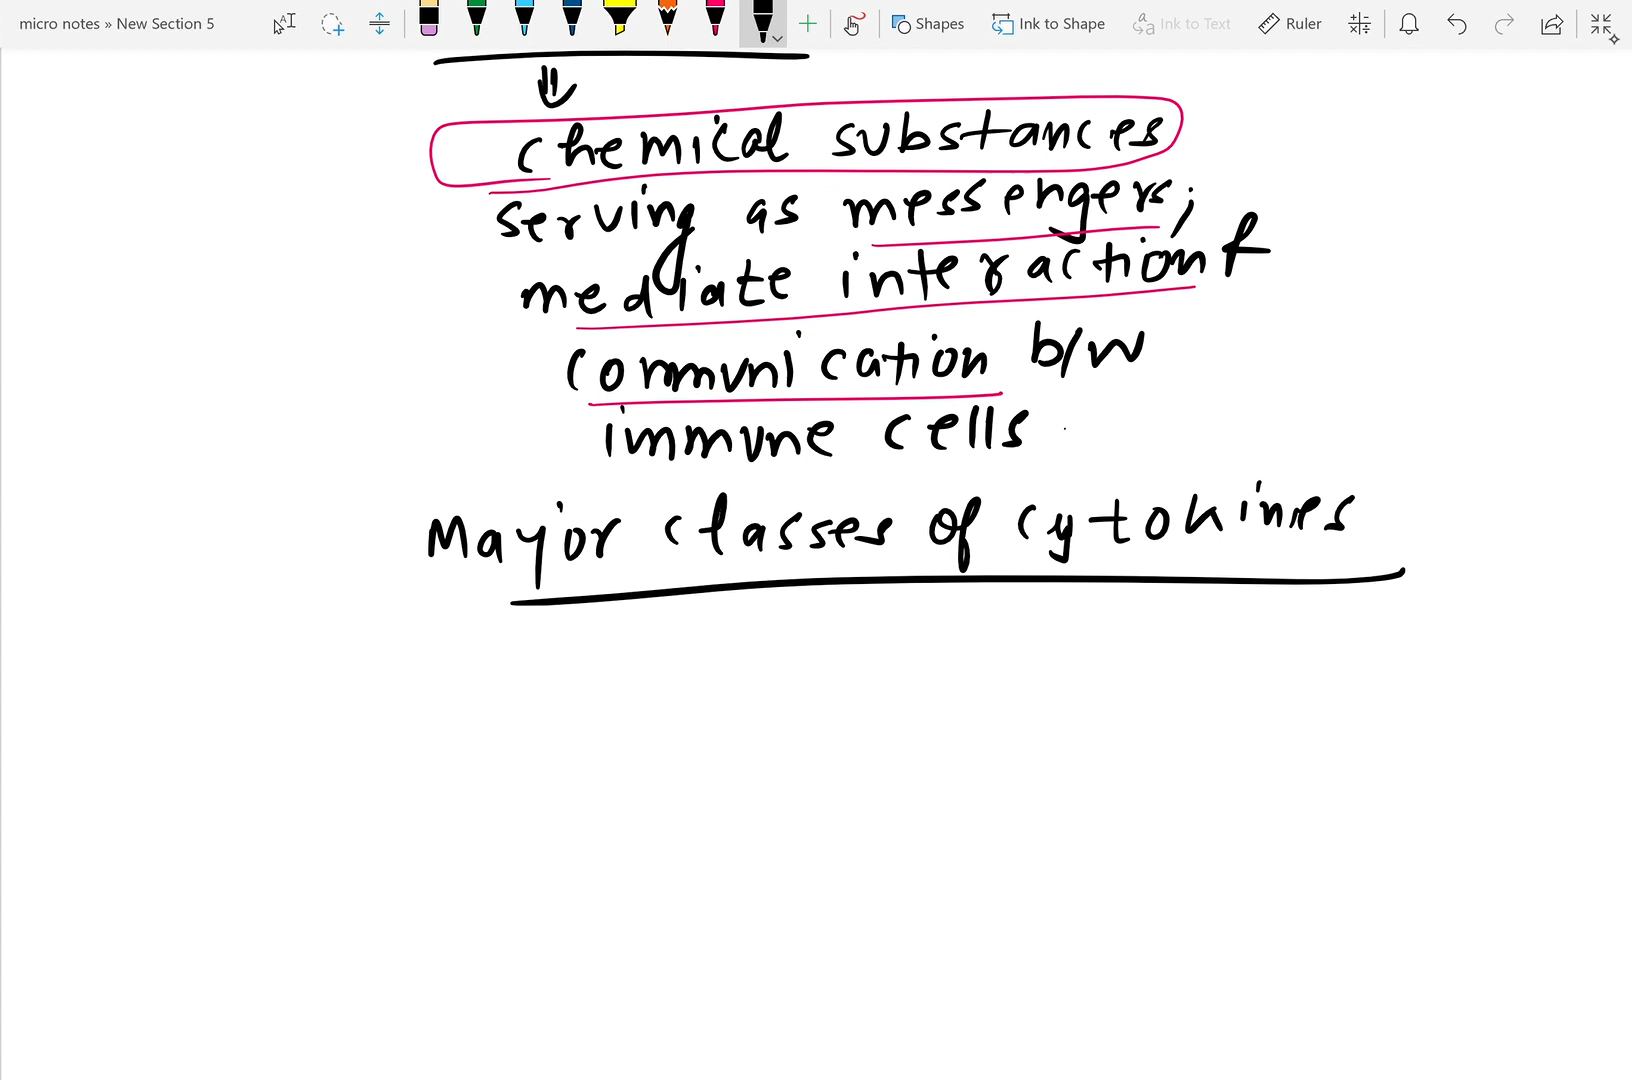 micro notes » New Section 5
Shapes
Ink to Shape
Ink to Text
Ruler
chemical substances
serving as messengers;
mediate interaction &
communication b/w
immune cells
Major classes of cytokines